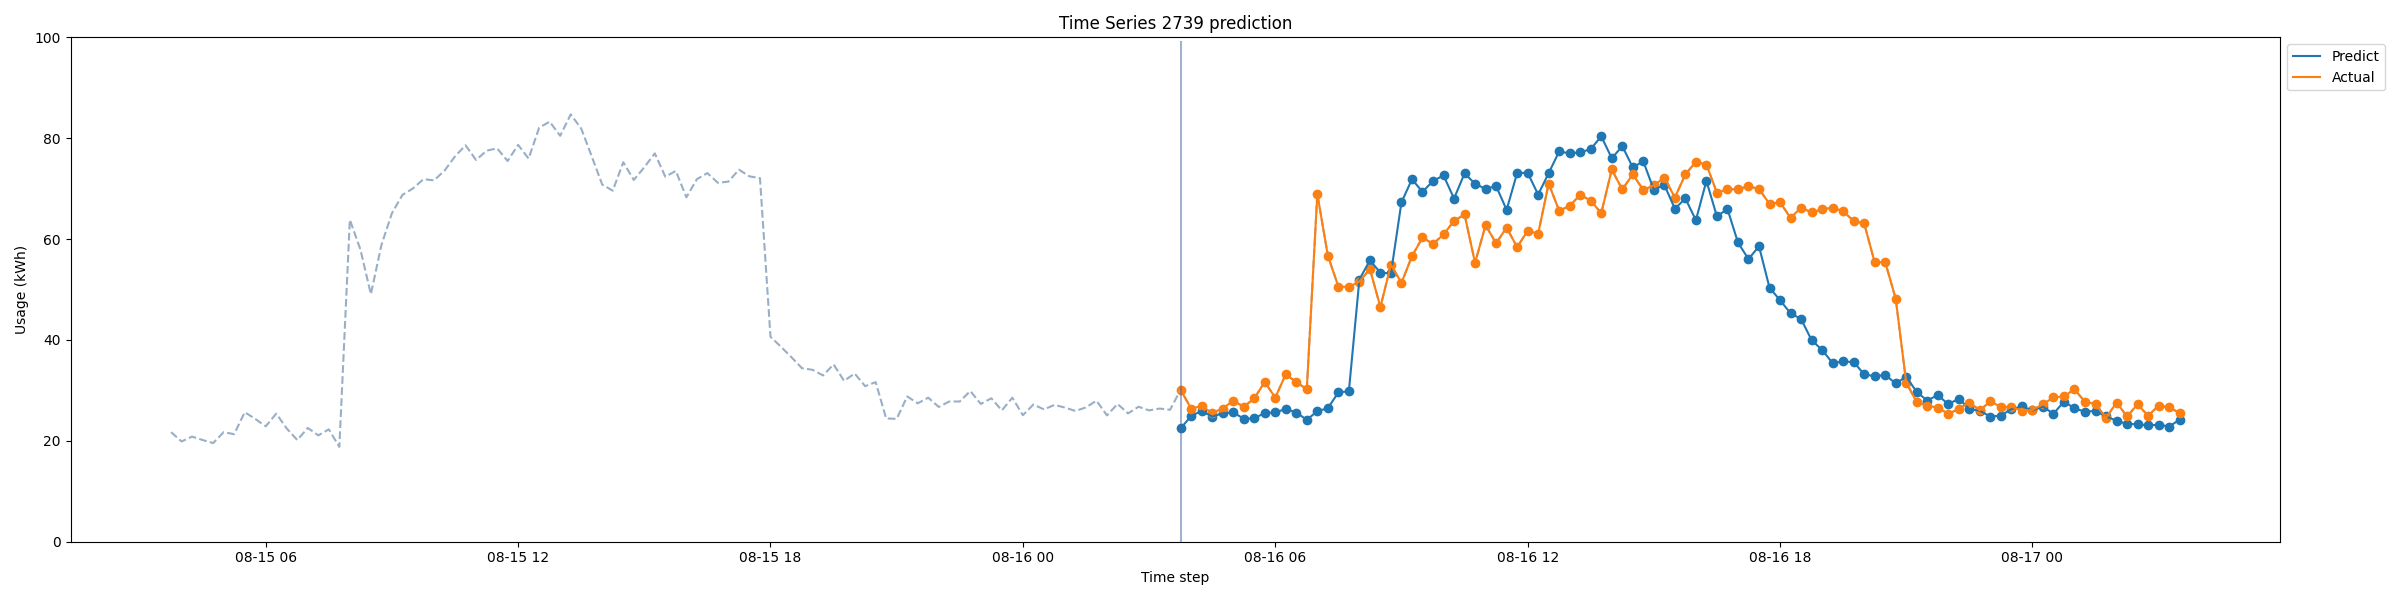 Time Series 2739 prediction
100
80
60
40
20
0
Usage (kWh)
08-15 06
08-15 12
08-15 18
08-16 00
08-16 06
08-16 12
08-16 18
08-17 00
Time step
Predict
Actual